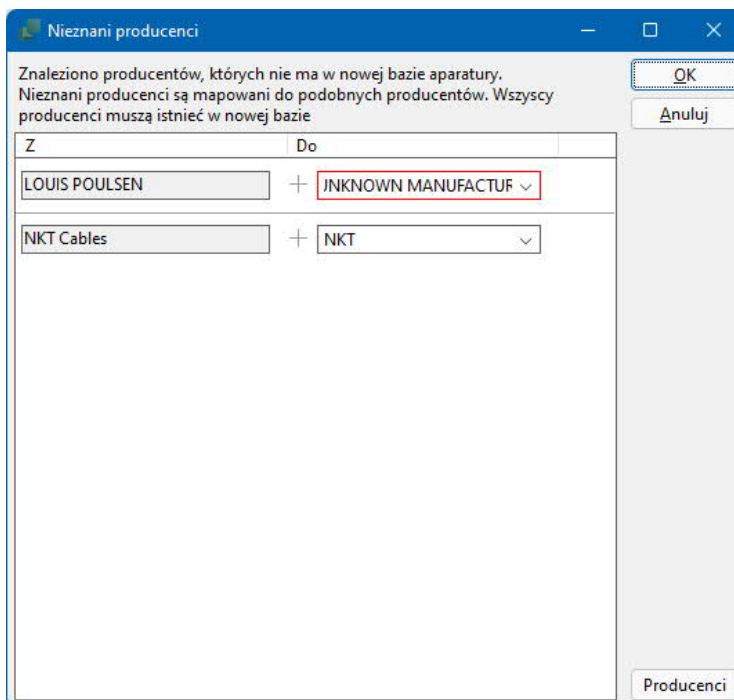 Nieznani producenci
Znaleziono producentów, których nie ma w nowej bazie aparatury.
Nieznani producenci są mapowani do podobnych producentów. Wszyscy
producenci muszą istnieć w nowej bazie
OK
Anuluj
Z Do
LOUIS POULSEN + JNKNOWN MANUFACTUR
NKT Cables + NKT
Producenci